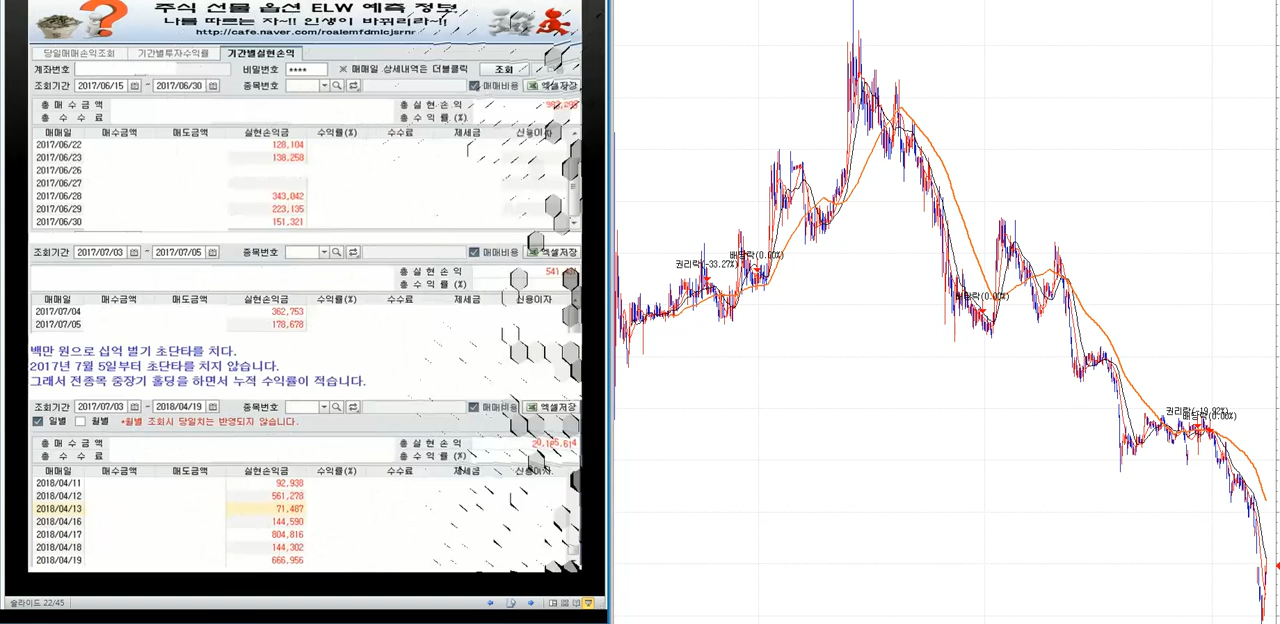 주식 선물 옵션 ELW 예측 정보
나를 따르는 자~!! 인생이 바뀌리라~!!
http://cafe.naver.com/roalemfdmlcjsrnr
당일매매손익조회 기간별투자수익률 기간별실현손익
계좌번호 비밀번호 **** ※ 매매일 상세내역은 더블클릭 조회
조회기간 2017/06/15 ~ 2017/06/30 종목번호 매매비용 엑셀저장
총 매 수 금 액 총 실 현 손 익
총 수 수 료 총 수 익 률 (%)
매매일 매수금액 매도금액 실현손익금 수익률(%) 수수료 제세금 신용이자
2017/06/22 128,104
2017/06/23 138,258
2017/06/26
2017/06/27
2017/06/28 343,042
2017/06/29 223,135
2017/06/30 151,321
조회기간 2017/07/03 ~ 2017/07/05 종목번호 매매비용 엑셀저장
총 실 현 손 익
총 수 익 률 (%)
매매일 매수금액 매도금액 실현손익금 수익률(%) 수수료 제세금 신용이자
2017/07/04 362,753
2017/07/05 178,678
백만 원으로 십억 벌기 초단타를 치다.
2017년 7월 5일부터 초단타를 치지 않습니다.
그래서 전종목 중장기 홀딩을 하면서 누적 수익률이 적습니다.
조회기간 2017/07/03 ~ 2018/04/19 종목번호 매매비용 엑셀저장
일별 월별 *월별 조회시 당일치는 반영되지 않습니다.
총 매 수 금 액 총 실 현 손 익
총 수 수 료 총 수 익 률 (%)
매매일 매수금액 매도금액 실현손익금 수익률(%) 수수료 제세금 신용이자
2018/04/11 92,938
2018/04/12 561,278
2018/04/13 71,487
2018/04/16 144,590
2018/04/17 804,816
2018/04/18 144,302
2018/04/19 666,956
슬라이드 22/45
배당락(0.00%)
권리락(-33.27%)
배당락(0.00%)
배당락(0.00%)